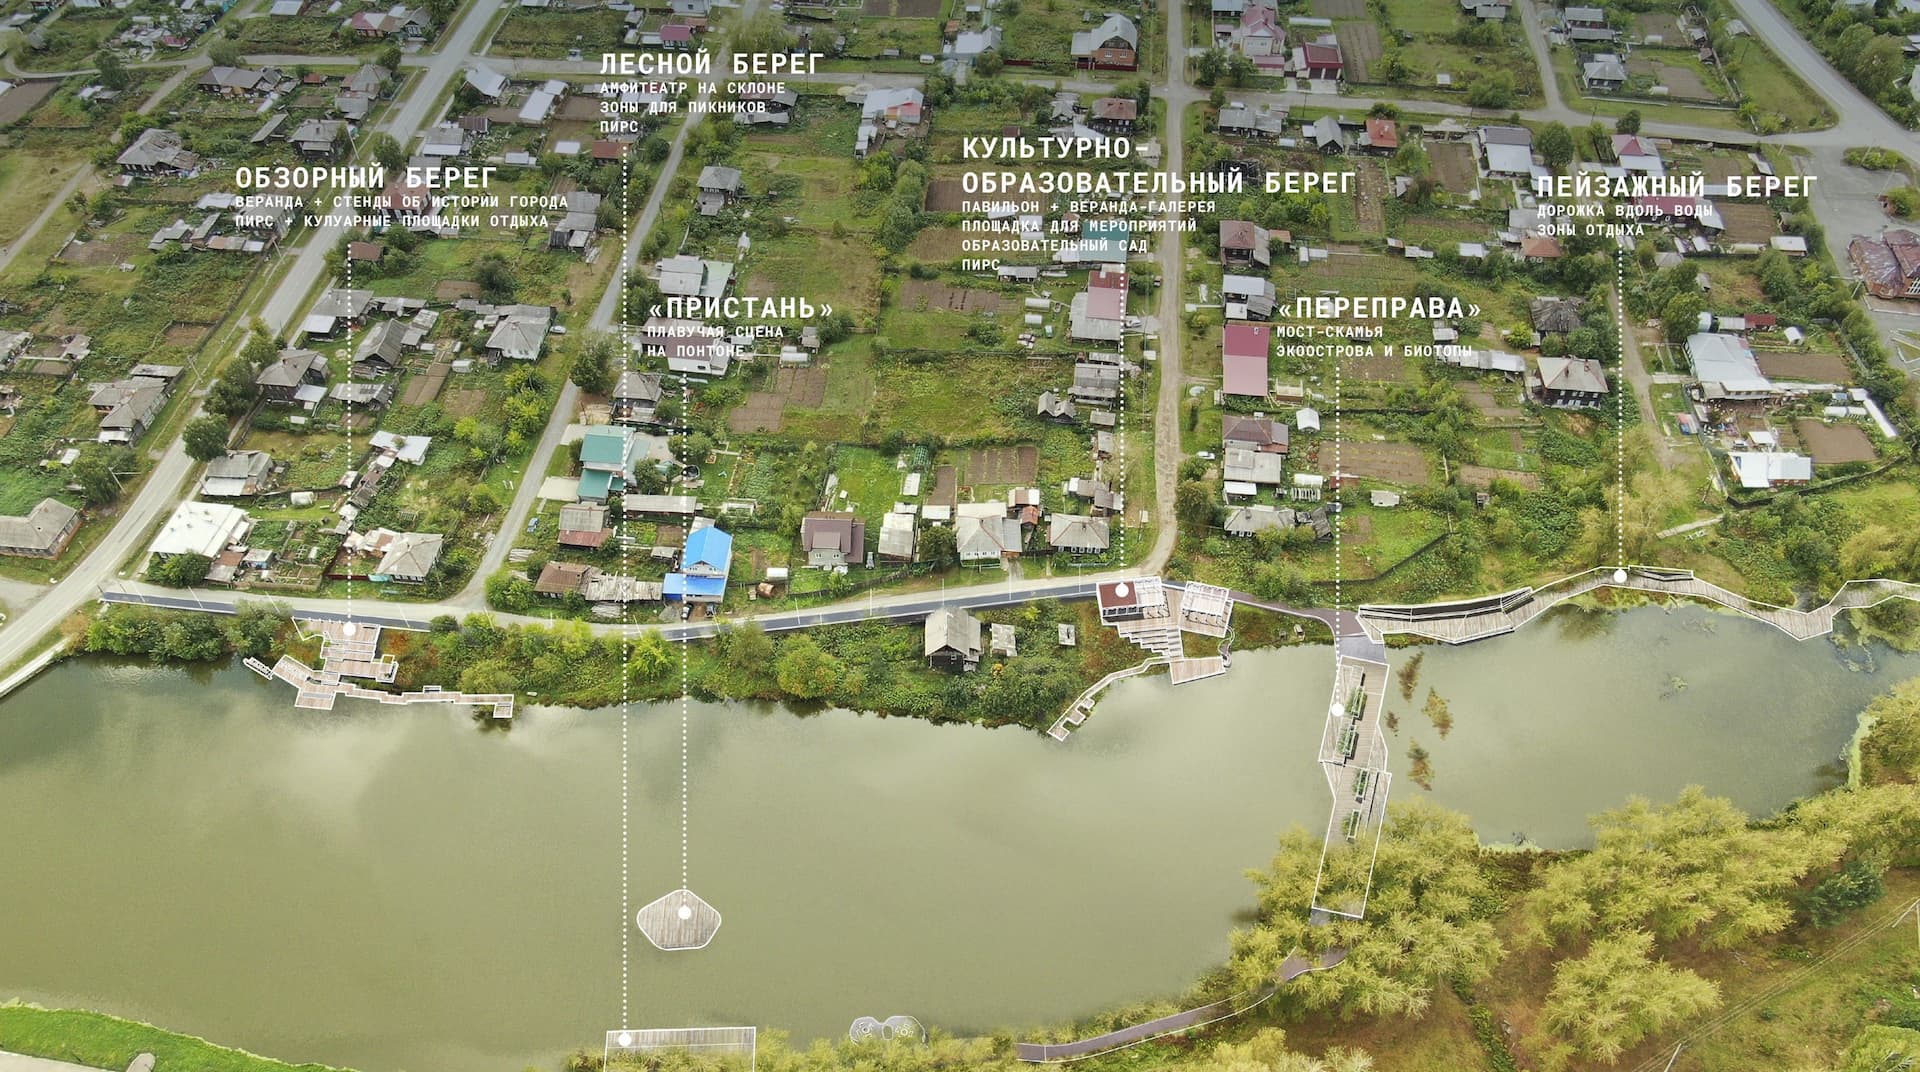 ЛЕСНОЙ БЕРЕГ
АМФИТЕАТР НА СКЛОНЕ
ЗОНЫ ДЛЯ ПИКНИКОВ
ПИРС
ОБЗОРНЫЙ БЕРЕГ
ВЕРАНДА + СТЕНДЫ ОБ ИСТОРИИ ГОРОДА
ПИРС + КУЛУАРНЫЕ ПЛОЩАДКИ ОТДЫХА
КУЛЬТУРНО-
ОБРАЗОВАТЕЛЬНЫЙ БЕРЕГ
ПАВИЛЬОН + ВЕРАНДА-ГАЛЕРЕЯ
ПЛОЩАДКА ДЛЯ МЕРОПРИЯТИЙ
ОБРАЗОВАТЕЛЬНЫЙ САД
ПИРС
ПЕЙЗАЖНЫЙ БЕРЕГ
ДОРОЖКА ВДОЛЬ ВОДЫ
ЗОНЫ ОТДЫХА
«ПРИСТАНЬ»
ПЛАВУЧАЯ СЦЕНА
НА ПОНТОНЕ
«ПЕРЕПРАВА»
МОСТ-СКАМЬЯ
ЭКООСТРОВА И БИОТОПЫ